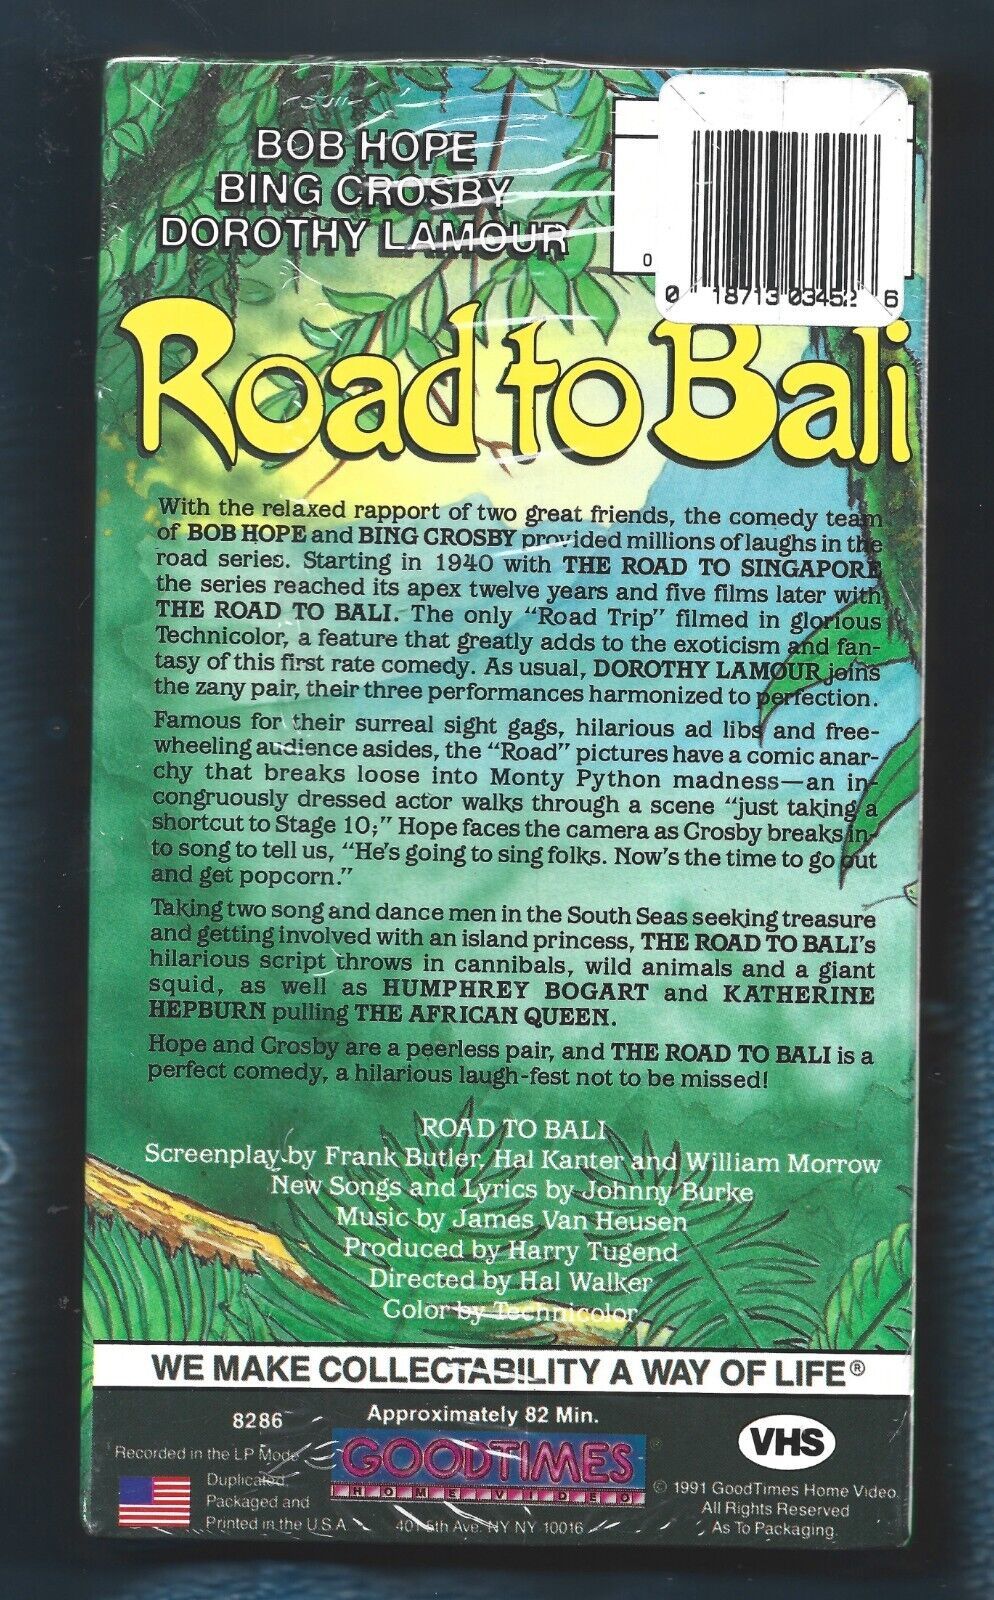 BOB HOPE
BING CROSBY
DOROTHY LAMOUR
0
0 18713 03452 6
Road to Bali
With the relaxed rapport of two great friends, the comedy team
of BOB HOPE and BING CROSBY provided millions of laughs in the
road series. Starting in 1940 with THE ROAD TO SINGAPORE
the series reached its apex twelve years and five films later with
THE ROAD TO BALI. The only "Road Trip" filmed in glorious
Technicolor, a feature that greatly adds to the exoticism and fan-
tasy of this first rate comedy. As usual, DOROTHY LAMOUR joins
the zany pair, their three performances harmonized to perfection.
Famous for their surreal sight gags, hilarious ad libs and free-
wheeling audience asides, the "Road" pictures have a comic anar-
chy that breaks loose into Monty Python madness—an in-
congruously dressed actor walks through a scene "just taking a
shortcut to Stage 10;" Hope faces the camera as Crosby breaks in-
to song to tell us, "He's going to sing folks. Now's the time to go out
and get popcorn."
Taking two song and dance men in the South Seas seeking treasure
and getting involved with an island princess, THE ROAD TO BALI's
hilarious script throws in cannibals, wild animals and a giant
squid, as well as HUMPHREY BOGART and KATHERINE
HEPBURN pulling THE AFRICAN QUEEN.
Hope and Crosby are a peerless pair, and THE ROAD TO BALI is a
perfect comedy, a hilarious laugh-fest not to be missed!
ROAD TO BALI
Screenplay by Frank Butler, Hal Kanter and William Morrow
New Songs and Lyrics by Johnny Burke
Music by James Van Heusen
Produced by Harry Tugend
Directed by Hal Walker
Color by Technicolor
WE MAKE COLLECTABILITY A WAY OF LIFE®
8286
Approximately 82 Min.
Recorded in the LP Mode
Duplicated
Packaged and
Printed in the U.S.A.
GOODTIMES®
HOME VIDEO
401 5th Ave. NY NY 10016
VHS
© 1991 GoodTimes Home Video.
All Rights Reserved
As To Packaging.